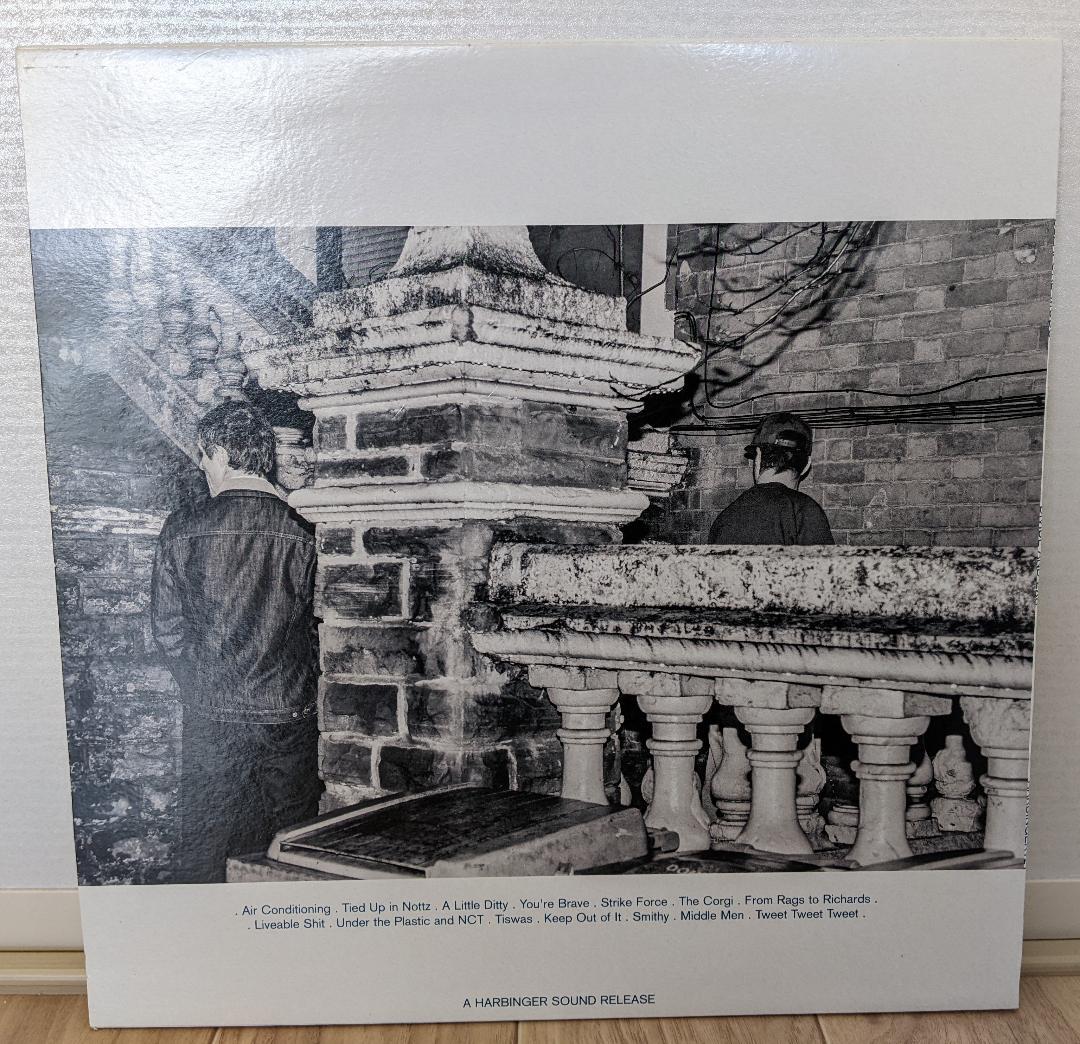 . Air Conditioning . Tied Up in Nottz . A Little Ditty . You're Brave . Strike Force . The Corgi . From Rags to Richards .
. Liveable Shit . Under the Plastic and NCT . Tiswas . Keep Out of It . Smithy . Middle Men . Tweet Tweet Tweet .
A HARBINGER SOUND RELEASE